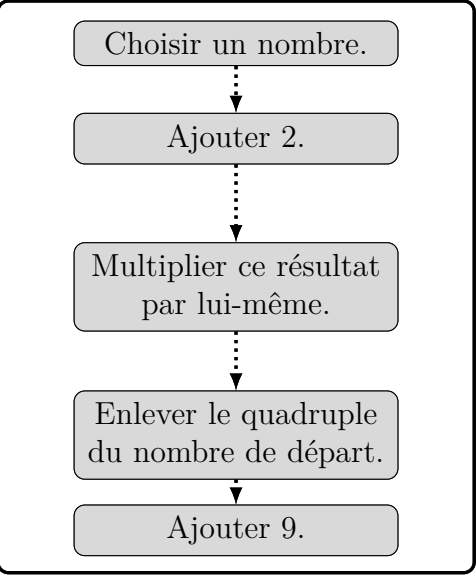 Choisir un nombre.
Ajouter 2.
Multiplier ce résultat
par lui-même.
Enlever le quadruple
du nombre de départ.
Ajouter 9.